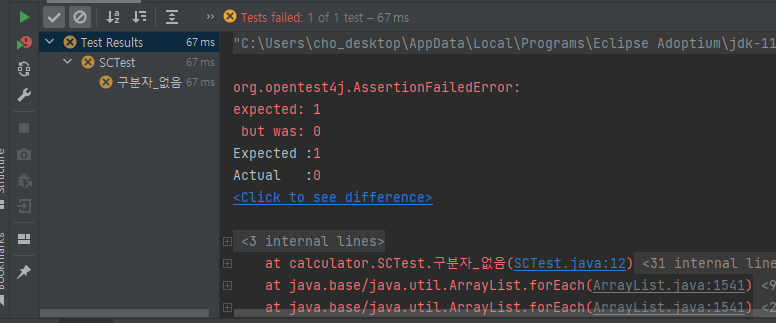 Tests failed: 1 of 1 test – 67 ms
Test Results 67 ms
SCTest 67 ms
구분자_없음 67 ms
"C:\Users\cho_desktop\AppData\Local\Programs\Eclipse Adoptium\jdk-11
org.opentest4j.AssertionFailedError:
expected: 1
but was: 0
Expected :1
Actual :0
<Click to see difference>
<3 internal lines>
at calculator.SCTest.구분자_없음(SCTest.java:12) <31 internal line
at java.base/java.util.ArrayList.forEach(ArrayList.java:1541) <9
at java.base/java.util.ArrayList.forEach(ArrayList.java:1541) <2
Structure
Bookmarks